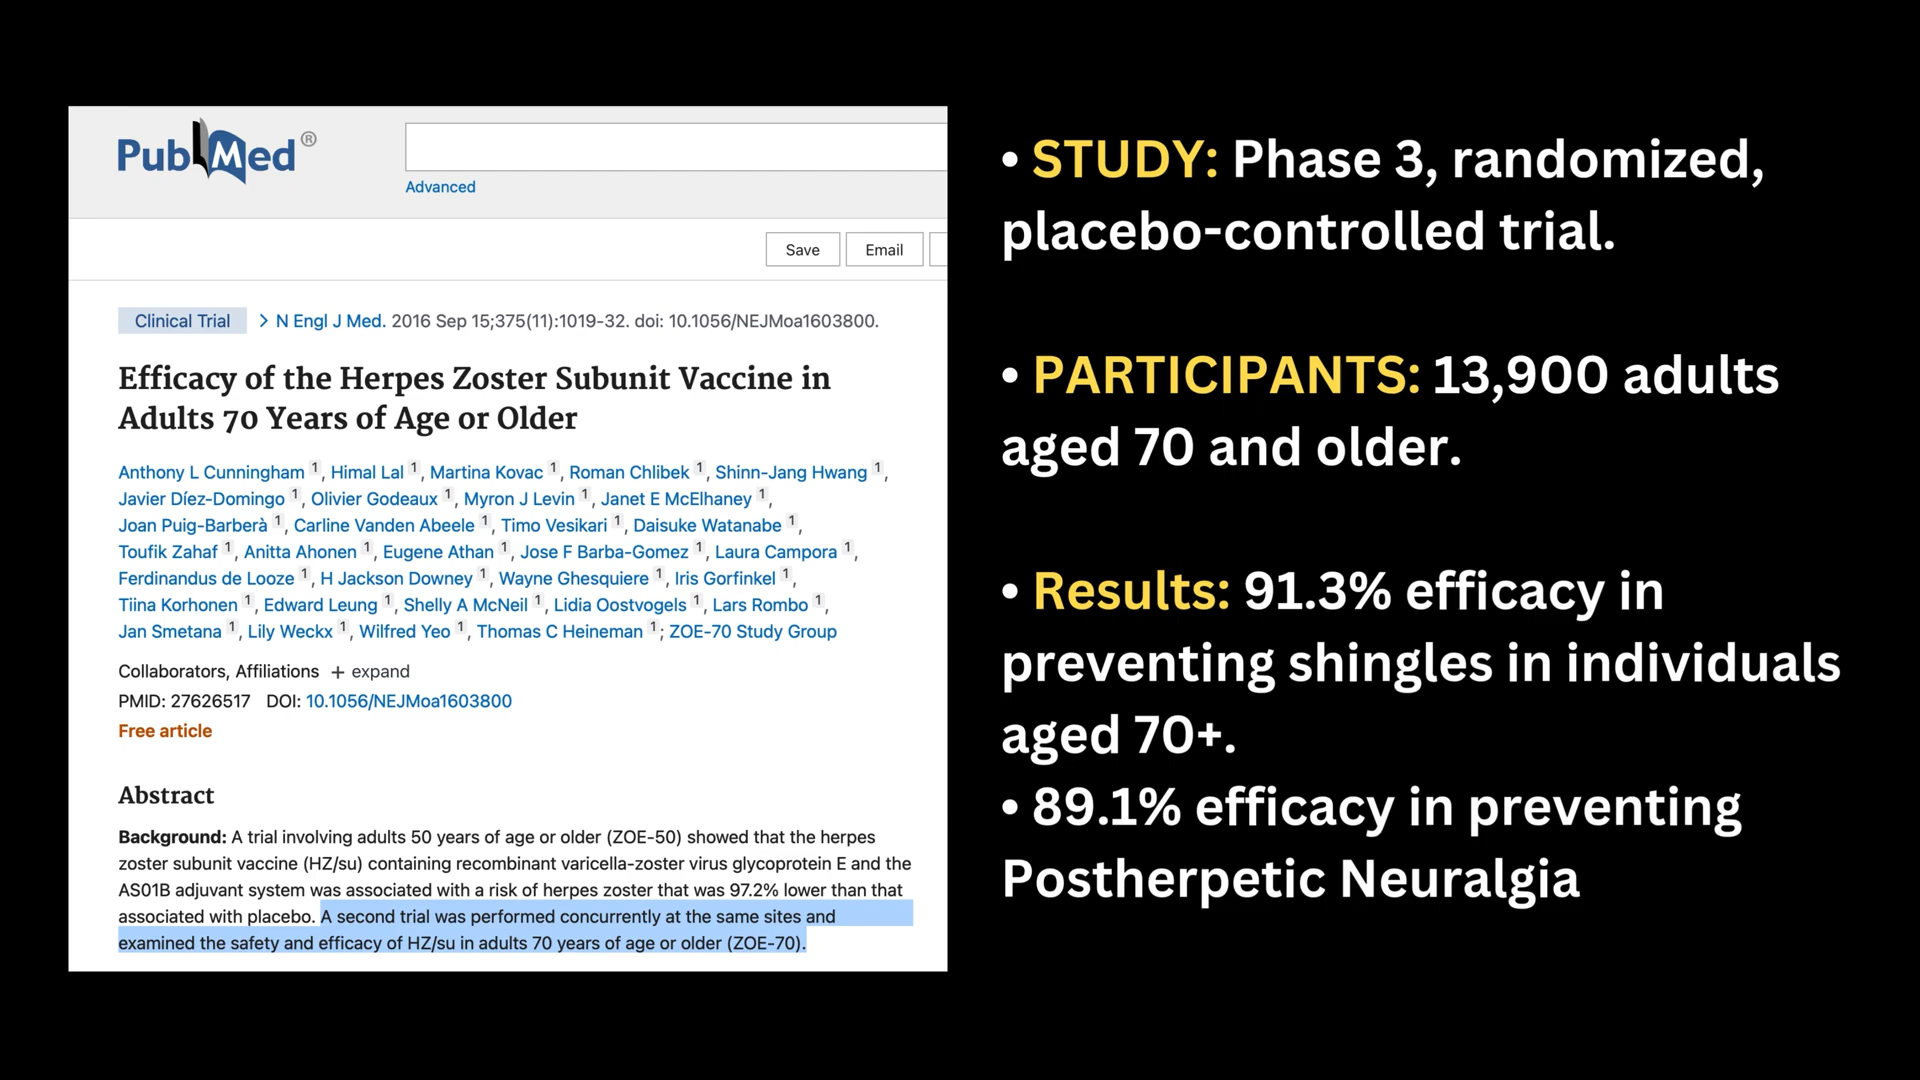 PubMed®
Advanced
Save
Email
Clinical Trial
> N Engl J Med. 2016 Sep 15;375(11):1019-32. doi: 10.1056/NEJMoa1603800.
Efficacy of the Herpes Zoster Subunit Vaccine in
Adults 70 Years of Age or Older
Anthony L Cunningham 1, Himal Lal 1, Martina Kovac 1, Roman Chlibek 1, Shinn-Jang Hwang 1,
Javier Díez-Domingo 1, Olivier Godeaux 1, Myron J Levin 1, Janet E McElhaney 1,
Joan Puig-Barberà 1, Carline Vanden Abeele 1, Timo Vesikari 1, Daisuke Watanabe 1,
Toufik Zahaf 1, Anitta Ahonen 1, Eugene Athan 1, Jose F Barba-Gomez 1, Laura Campora 1,
Ferdinandus de Looze 1, H Jackson Downey 1, Wayne Ghesquiere 1, Iris Gorfinkel 1,
Tiina Korhonen 1, Edward Leung 1, Shelly A McNeil 1, Lidia Oostvogels 1, Lars Rombo 1,
Jan Smetana 1, Lily Weckx 1, Wilfred Yeo 1, Thomas C Heineman 1; ZOE-70 Study Group
Collaborators, Affiliations + expand
PMID: 27626517 DOI: 10.1056/NEJMoa1603800
Free article
Abstract
Background: A trial involving adults 50 years of age or older (ZOE-50) showed that the herpes
zoster subunit vaccine (HZ/su) containing recombinant varicella-zoster virus glycoprotein E and the
AS01B adjuvant system was associated with a risk of herpes zoster that was 97.2% lower than that
associated with placebo. A second trial was performed concurrently at the same sites and
examined the safety and efficacy of HZ/su in adults 70 years of age or older (ZOE-70).
• STUDY: Phase 3, randomized,
placebo-controlled trial.
• PARTICIPANTS: 13,900 adults
aged 70 and older.
• Results: 91.3% efficacy in
preventing shingles in individuals
aged 70+.
• 89.1% efficacy in preventing
Postherpetic Neuralgia